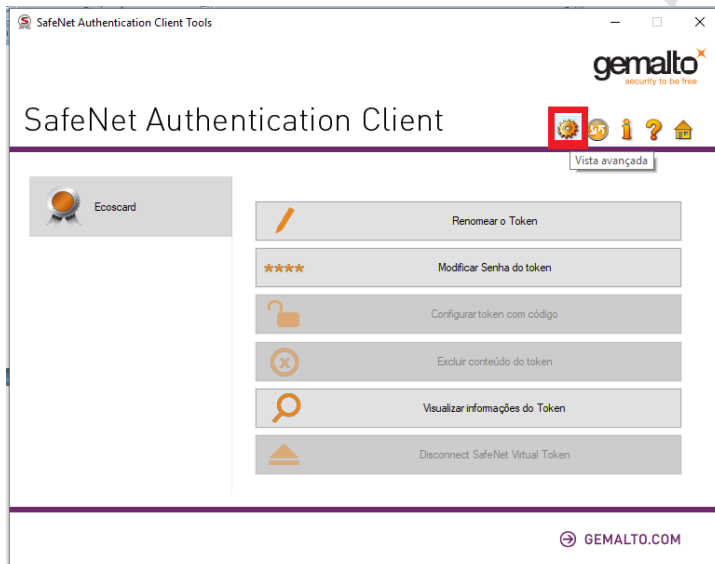 SafeNet Authentication Client Tools
gemalto
security to be free
SafeNet Authentication Client
Vista avançada
Ecoscard
Renomear o Token
****
Modificar Senha do token
Configurar token com código
Excluir conteúdo do token
Visualizar informações do Token
Disconnect SafeNet Virtual Token
GEMALTO.COM